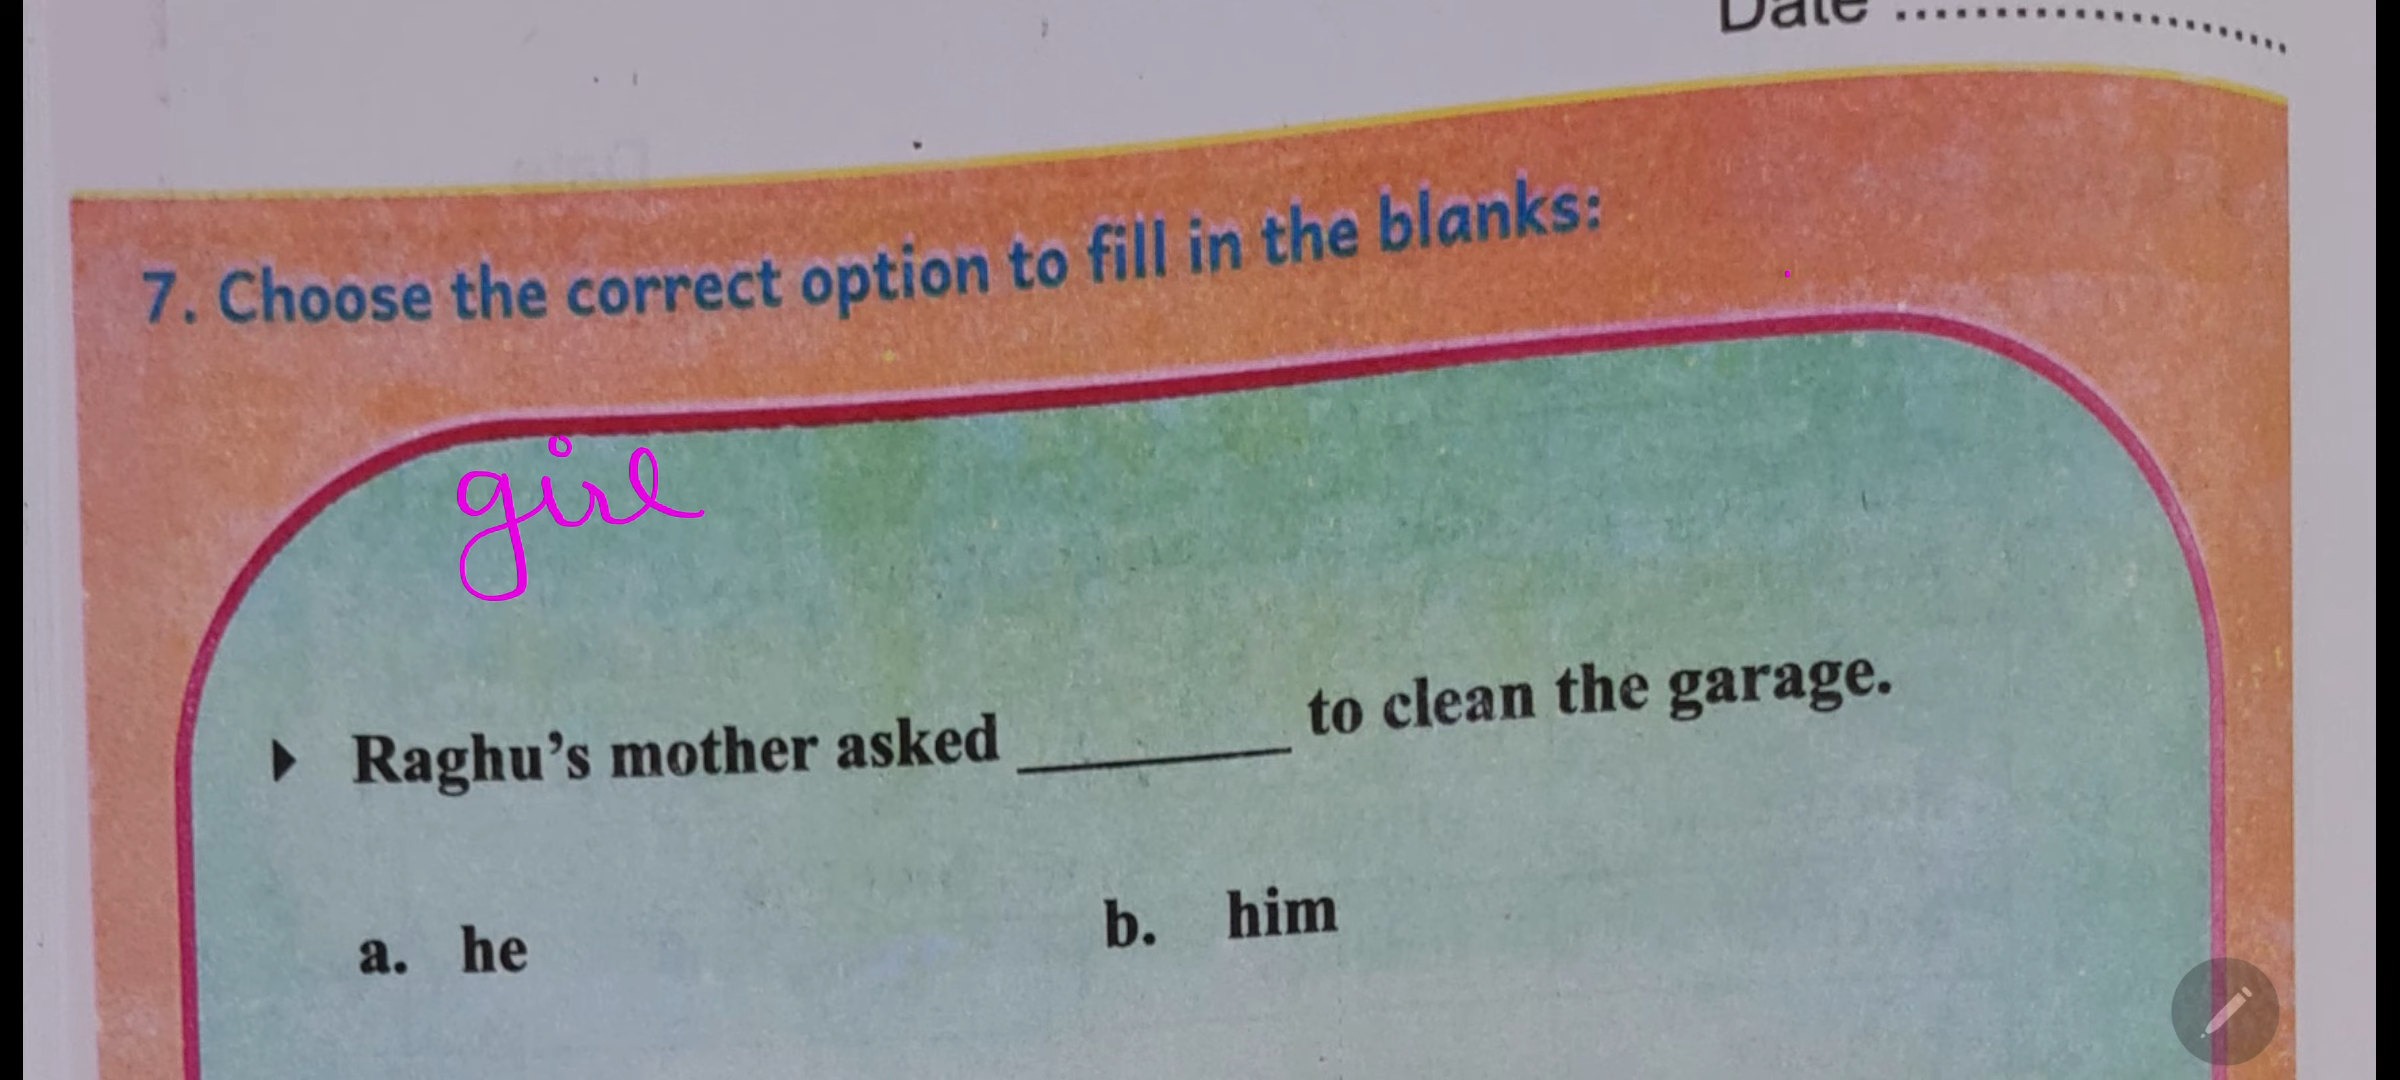 Date ..............................
7. Choose the correct option to fill in the blanks:
girl
Raghu's mother asked ________ to clean the garage.
a. he b. him